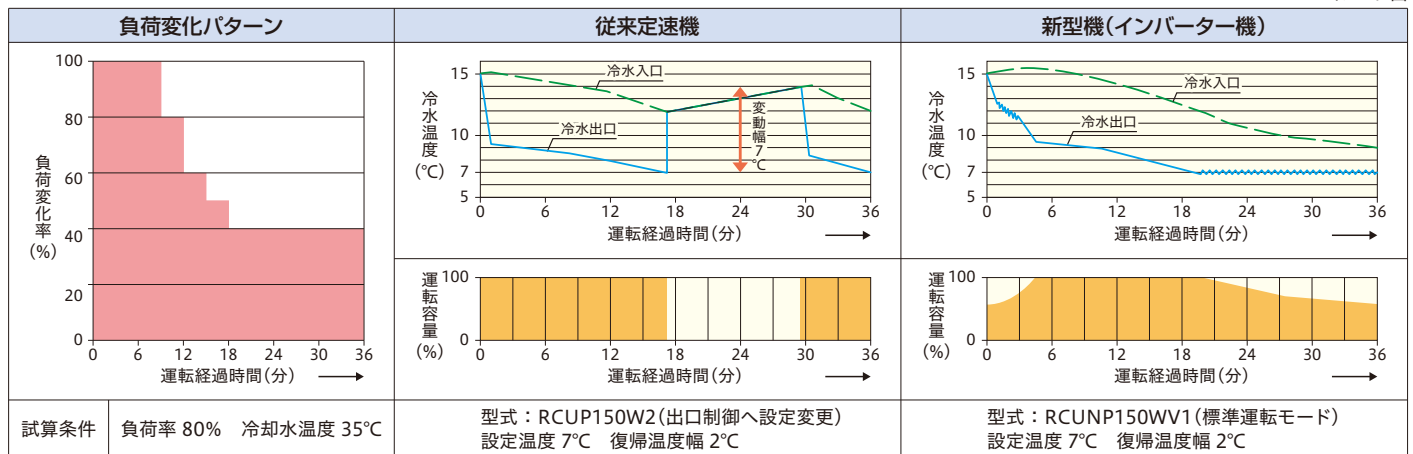 負荷変化パターン
従来定速機
新型機(インバーター機)
負荷変化率
(%)
100
80
60
40
20
0
0 6 12 18 24 30 36
運転経過時間(分)
冷水温度
(℃)
15
10
7
5
冷水入口
冷水出口
変動幅7℃
0 6 12 18 24 30 36
運転経過時間(分)
運転容量
(%)
100
0
0 6 12 18 24 30 36
運転経過時間(分)
冷水温度
(℃)
15
10
7
5
冷水入口
冷水出口
0 6 12 18 24 30 36
運転経過時間(分)
運転容量
(%)
100
0
0 6 12 18 24 30 36
運転経過時間(分)
試算条件
負荷率 80% 冷却水温度 35℃
型式:RCUP150W2(出口制御へ設定変更)
設定温度 7℃ 復帰温度幅 2℃
型式:RCUNP150WV1(標準運転モード)
設定温度 7℃ 復帰温度幅 2℃